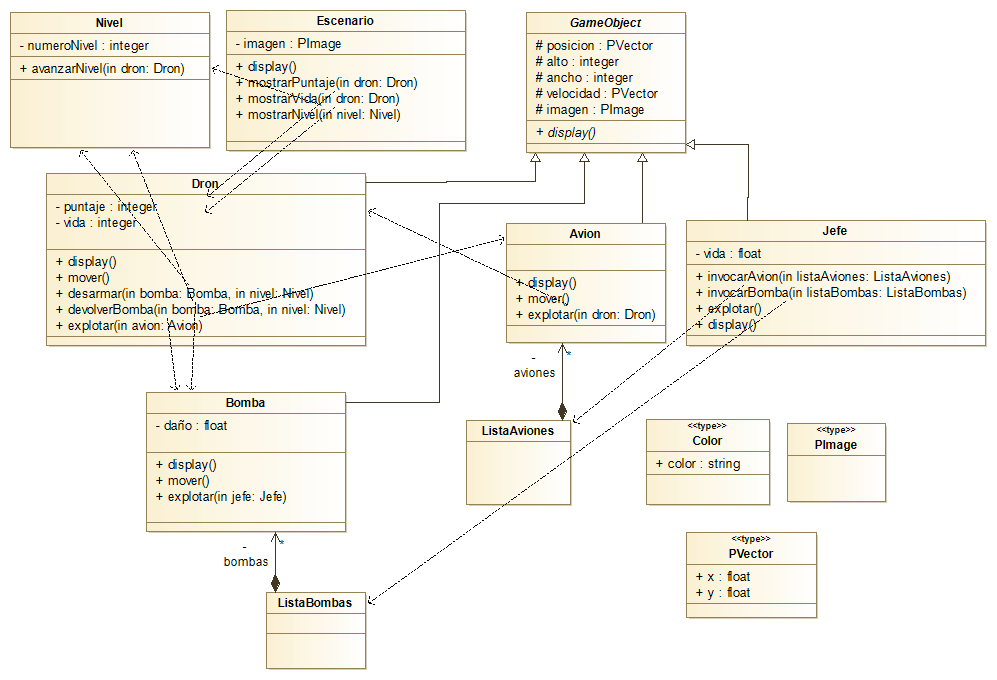 Nivel
- numeroNivel : integer
+ avanzarNivel(in dron: Dron)
Escenario
- imagen : PImage
+ display()
+ mostrarPuntaje(in dron: Dron)
+ mostrarVida(in dron: Dron)
+ mostrarNivel(in nivel: Nivel)
GameObject
# posicion : PVector
# alto : integer
# ancho : integer
# velocidad : PVector
# imagen : PImage
+ display()
Dron
- puntaje : integer
- vida : integer
+ display()
+ mover()
+ desarmar(in bomba: Bomba, in nivel: Nivel)
+ devolverBomba(in bomba: Bomba, in nivel: Nivel)
+ explotar(in avion: Avion)
Avion
+ display()
+ mover()
+ explotar(in dron: Dron)
Jefe
- vida : float
+ invocarAvion(in listaAviones: ListaAviones)
+ invocarBomba(in listaBombas: ListaBombas)
+ explotar()
+ display()
-
aviones
*
Bomba
- daño : float
+ display()
+ mover()
+ explotar(in jefe: Jefe)
ListaAviones
<<type>>
Color
+ color : string
<<type>>
PImage
-
bombas
*
ListaBombas
<<type>>
PVector
+ x : float
+ y : float